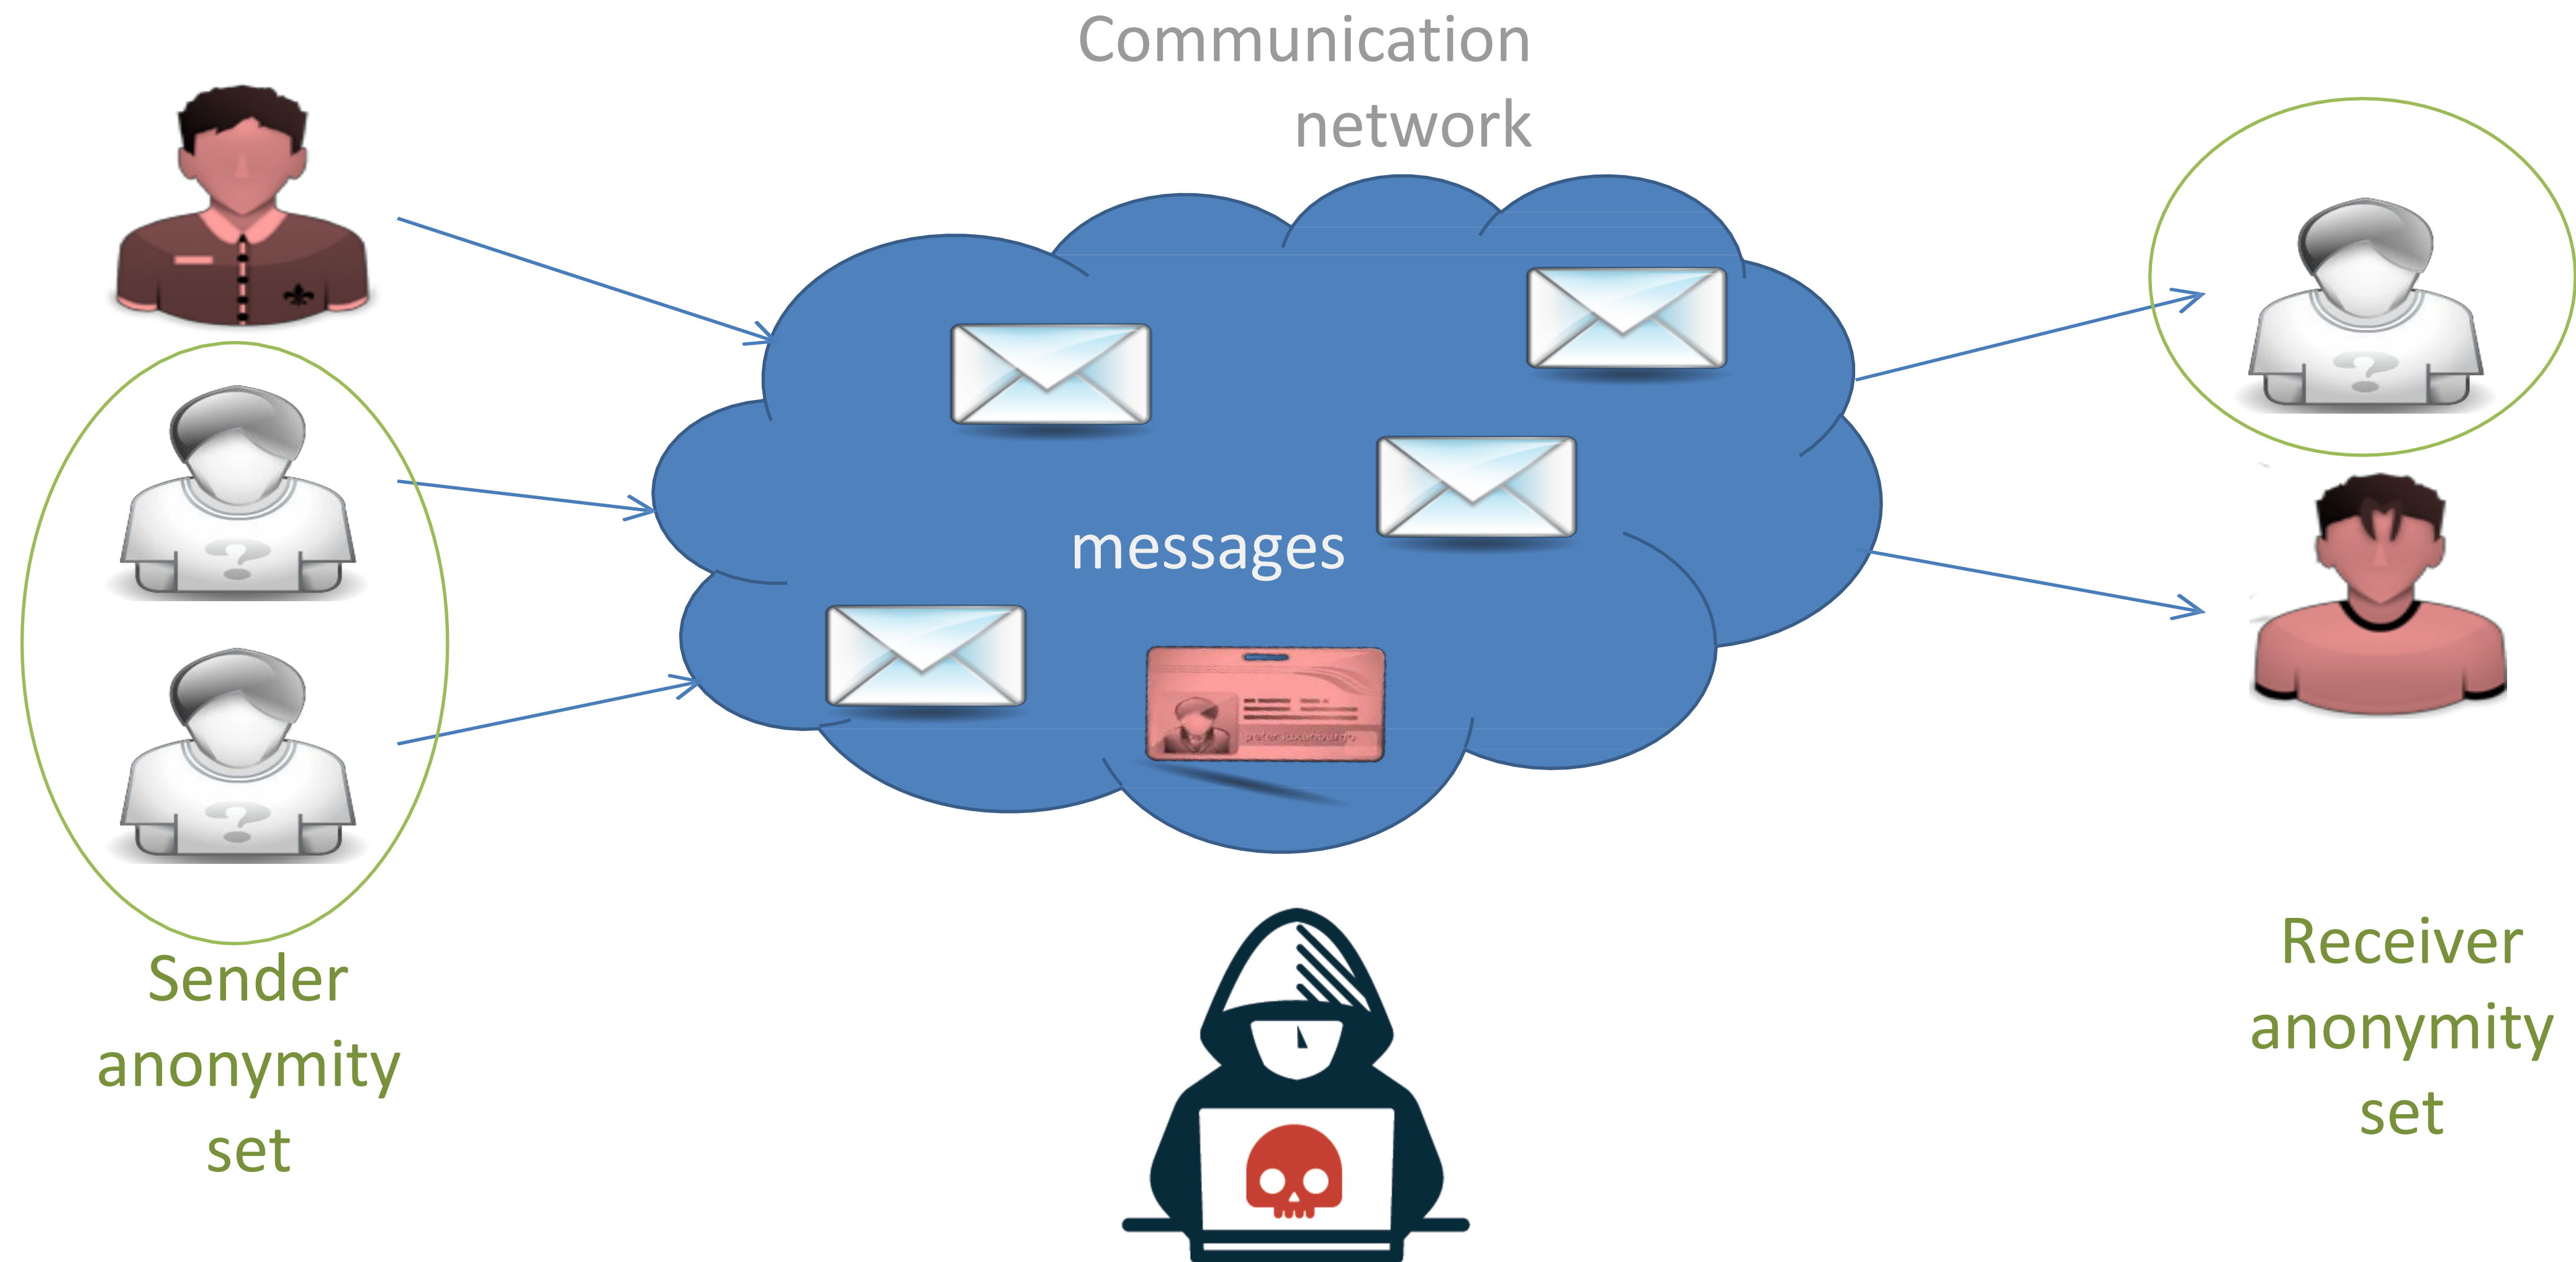 Communication
network
messages
Sender
anonymity
set
Receiver
anonymity
set